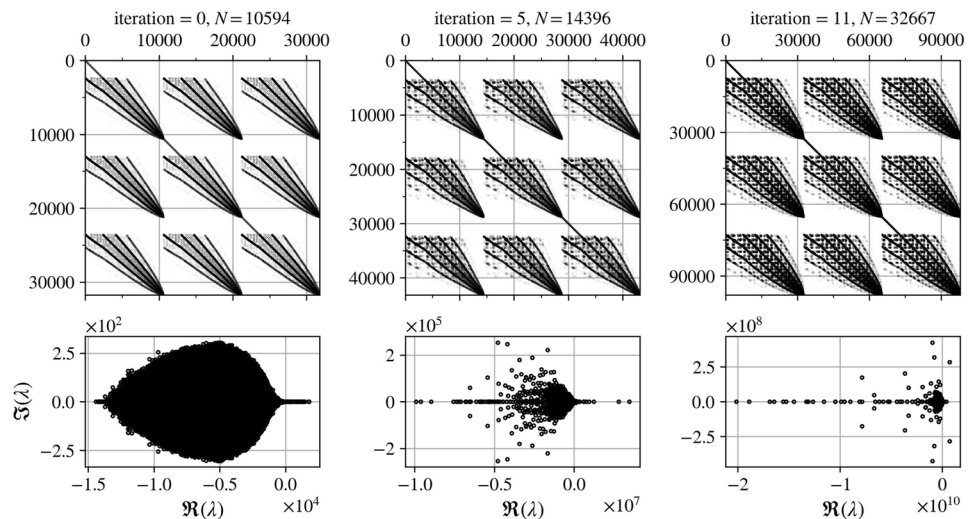 iteration = 0, N=10594 iteration = 5, N=14396 iteration = 11, N=32667
0 10000 20000 30000 0 10000 20000 30000 40000 0 30000 60000 90000
0 0 0
10000 10000 30000
20000 20000 60000
30000 30000 90000
40000
×10² ×10⁵ ×10⁸
2.5 2 2.5
ℑ(λ) 0.0 0 0.0
−2.5 −2 −2.5
−1.5 −1.0 −0.5 0.0 −1.0 −0.5 0.0 −2 −1 0
ℜ(λ) ×10⁴ ℜ(λ) ×10⁷ ℜ(λ) ×10¹⁰